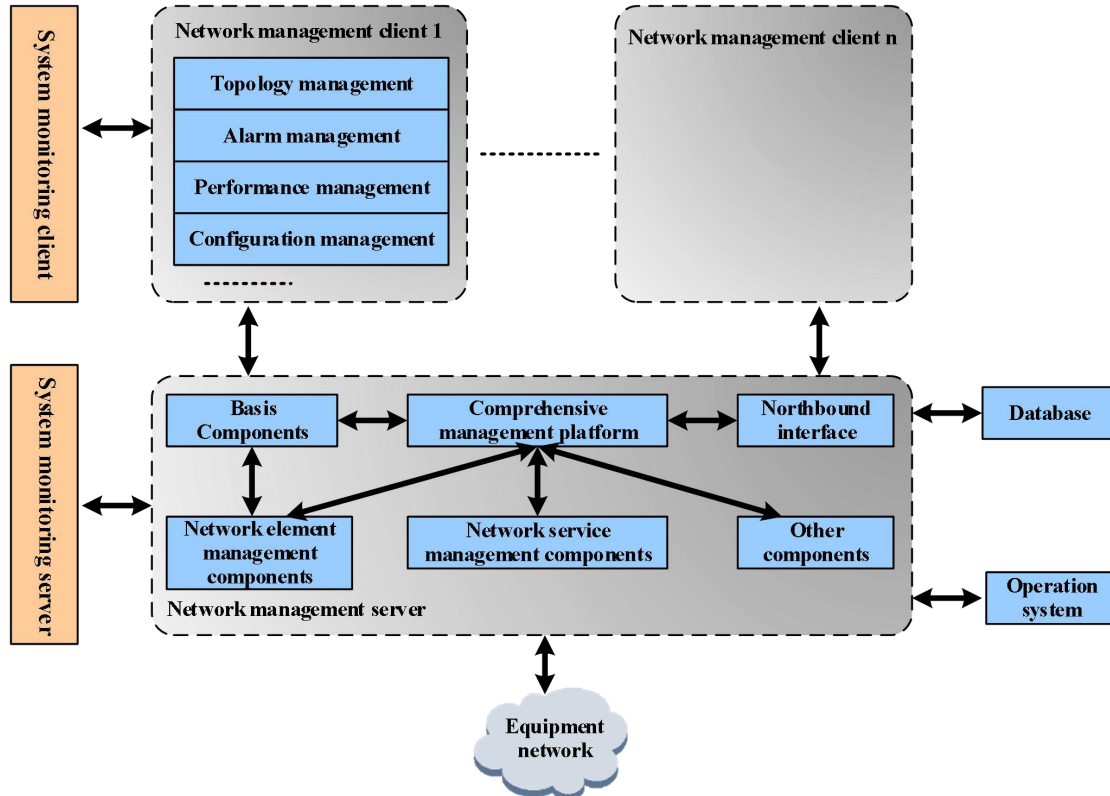 System monitoring client
Network management client 1
Topology management
Alarm management
Performance management
Configuration management
Network management client n
System monitoring server
Basis
Components
Comprehensive
management platform
Northbound
interface
Database
Network element
management
components
Network service
management components
Other
components
Network management server
Operation
system
Equipment
network